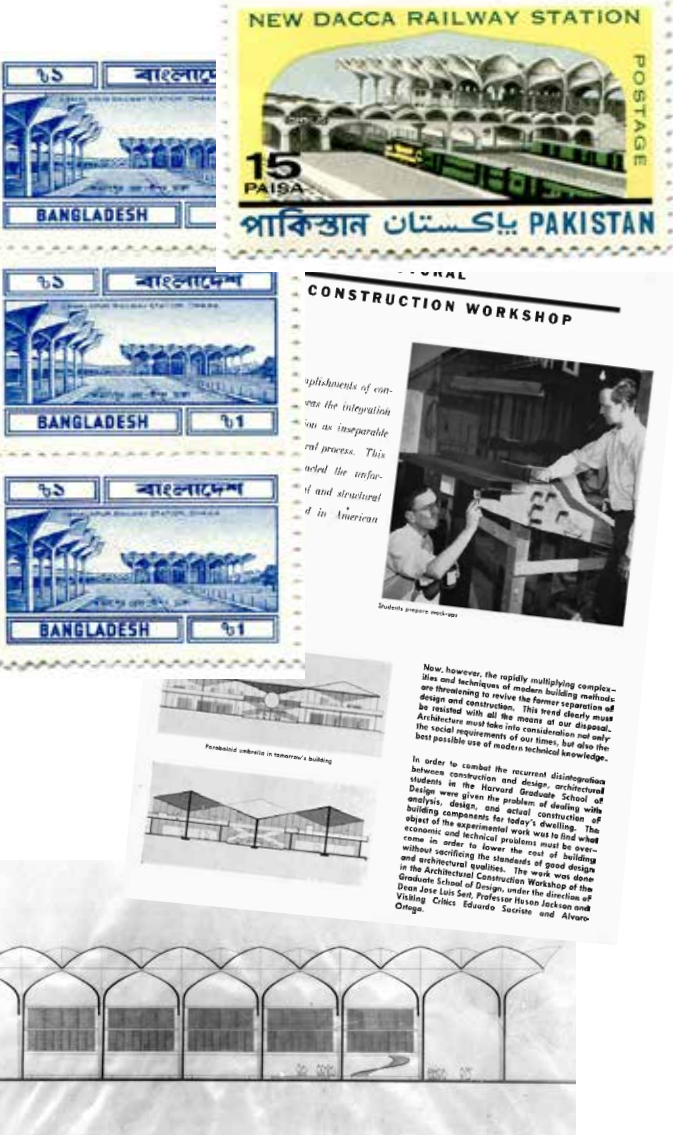 NEW DACCA RAILWAY STATION
POSTAGE
15
PAISA
পাকিস্তান پاکستان PAKISTAN
৳১
BANGLADESH
৳১ বাংলাদেশ
BANGLADESH ৳1
৳১ বাংলাদেশ
BANGLADESH ৳1
CONSTRUCTION WORKSHOP
of con-
the integration
as inseparable
process. This
the unfor-
and structural
in American
Students prepare mock-ups
Paraboloid umbrella in tomorrow's building
Now, however, the rapidly multiplying complex-
ities and techniques of modern building methods
are threatening to revive the former separation of
design and construction. This trend clearly must
be resisted with all the means at our disposal.
Architecture must take into consideration not only
the social requirements of our times, but also the
best possible use of modern technical knowledge.
In order to combat the recurrent disintegration
between construction and design, architectural
students in the Harvard Graduate School of
Design were given the problem of dealing with
analysis, design, and actual construction of
building components for today's dwelling. The
object of the experimental work was to find what
economic and technical problems must be over-
come in order to lower the cost of building
without sacrificing the standards of good design
and architectural qualities. The work was done
in the Architectural Construction Workshop of the
Graduate School of Design, under the direction of
Dean Jose Luis Sert, Professor Huson Jackson and
Visiting Critics Eduardo Sacriste and Alvaro
Ortega.